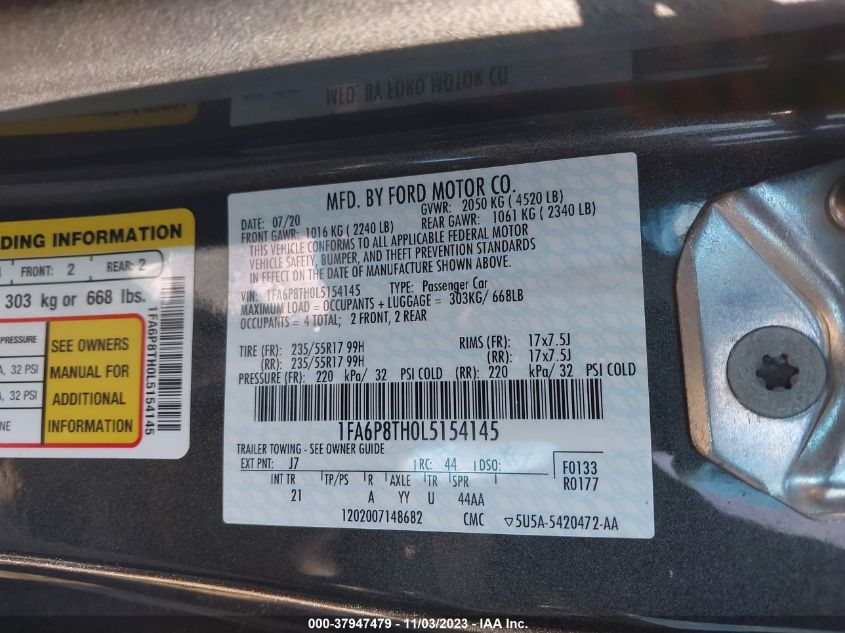 MFD. BY FORD MOTOR CO.
MFD. BY FORD MOTOR CO.
DATE: 07/20 GVWR: 2050 KG ( 4520 LB)
FRONT GAWR: 1016 KG ( 2240 LB) REAR GAWR: 1061 KG ( 2340 LB)
THIS VEHICLE CONFORMS TO ALL APPLICABLE FEDERAL MOTOR
VEHICLE SAFETY, BUMPER, AND THEFT PREVENTION STANDARDS
IN EFFECT ON THE DATE OF MANUFACTURE SHOWN ABOVE.
VIN: 1FA6P8TH0L5154145 TYPE: Passenger Car
MAXIMUM LOAD = OCCUPANTS + LUGGAGE = 303KG/ 668LB
OCCUPANTS = 4 TOTAL; 2 FRONT, 2 REAR
TIRE (FR): 235/55R17 99H RIMS (FR): 17x7.5J
(RR): 235/55R17 99H (RR): 17x7.5J
PRESSURE (FR): 220 kPa/ 32 PSI COLD (RR): 220 kPa/ 32 PSI COLD
1FA6P8TH0L5154145
TRAILER TOWING - SEE OWNER GUIDE
EXT PNT: J7 RC: 44 DSO: F0133
R0177
INT TR TP/PS R AXLE TR SPR
21 A YY U 44AA
1202007148682 CMC 5U5A-5420472-AA
DING INFORMATION
FRONT: 2 REAR: 2
303 kg or 668 lbs.
PRESSURE
, 32 PSI
, 32 PSI
NE
SEE OWNERS
MANUAL FOR
ADDITIONAL
INFORMATION
1FA6P8TH0L5154145
000-37947479 - 11/03/2023 - IAA Inc.